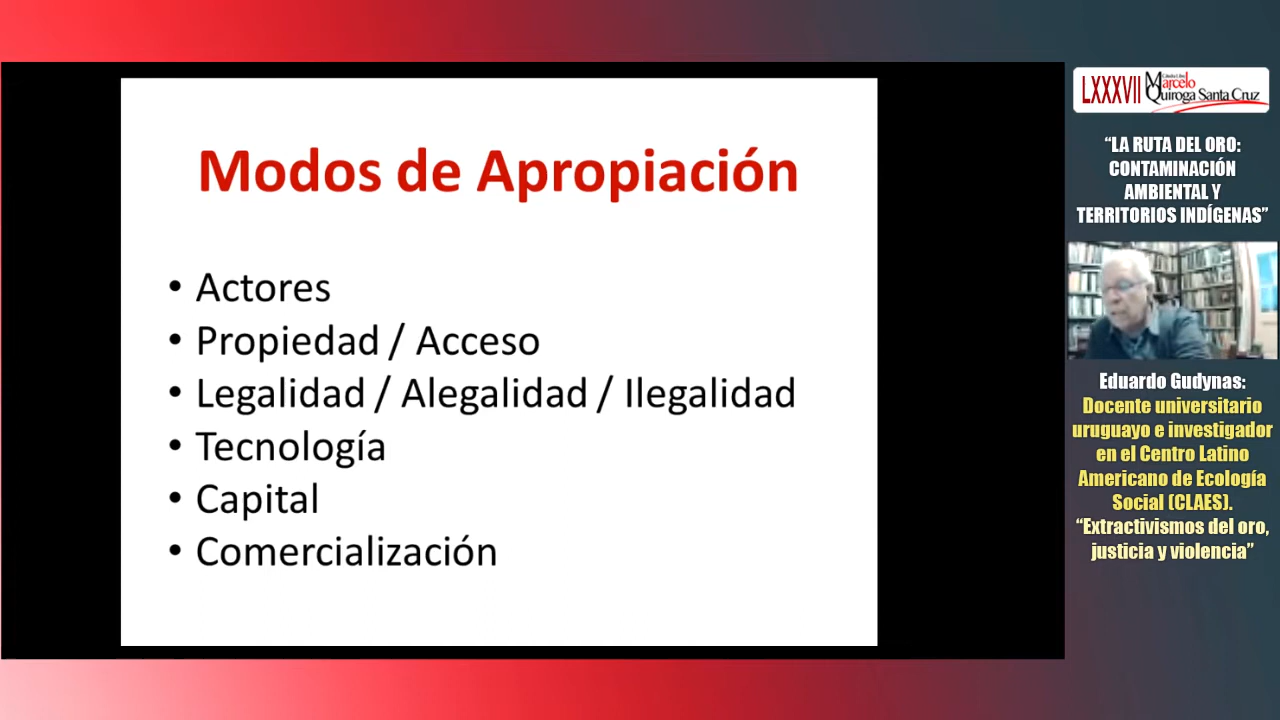 Modos de Apropiación
• Actores
• Propiedad / Acceso
• Legalidad / Alegalidad / Ilegalidad
• Tecnología
• Capital
• Comercialización
LXXXVII
Cátedra Libre
Marcelo
Quiroga Santa Cruz
“LA RUTA DEL ORO:
CONTAMINACIÓN
AMBIENTAL Y
TERRITORIOS INDÍGENAS”
Eduardo Gudynas:
Docente universitario
uruguayo e investigador
en el Centro Latino
Americano de Ecología
Social (CLAES).
“Extractivismos del oro,
justicia y violencia”